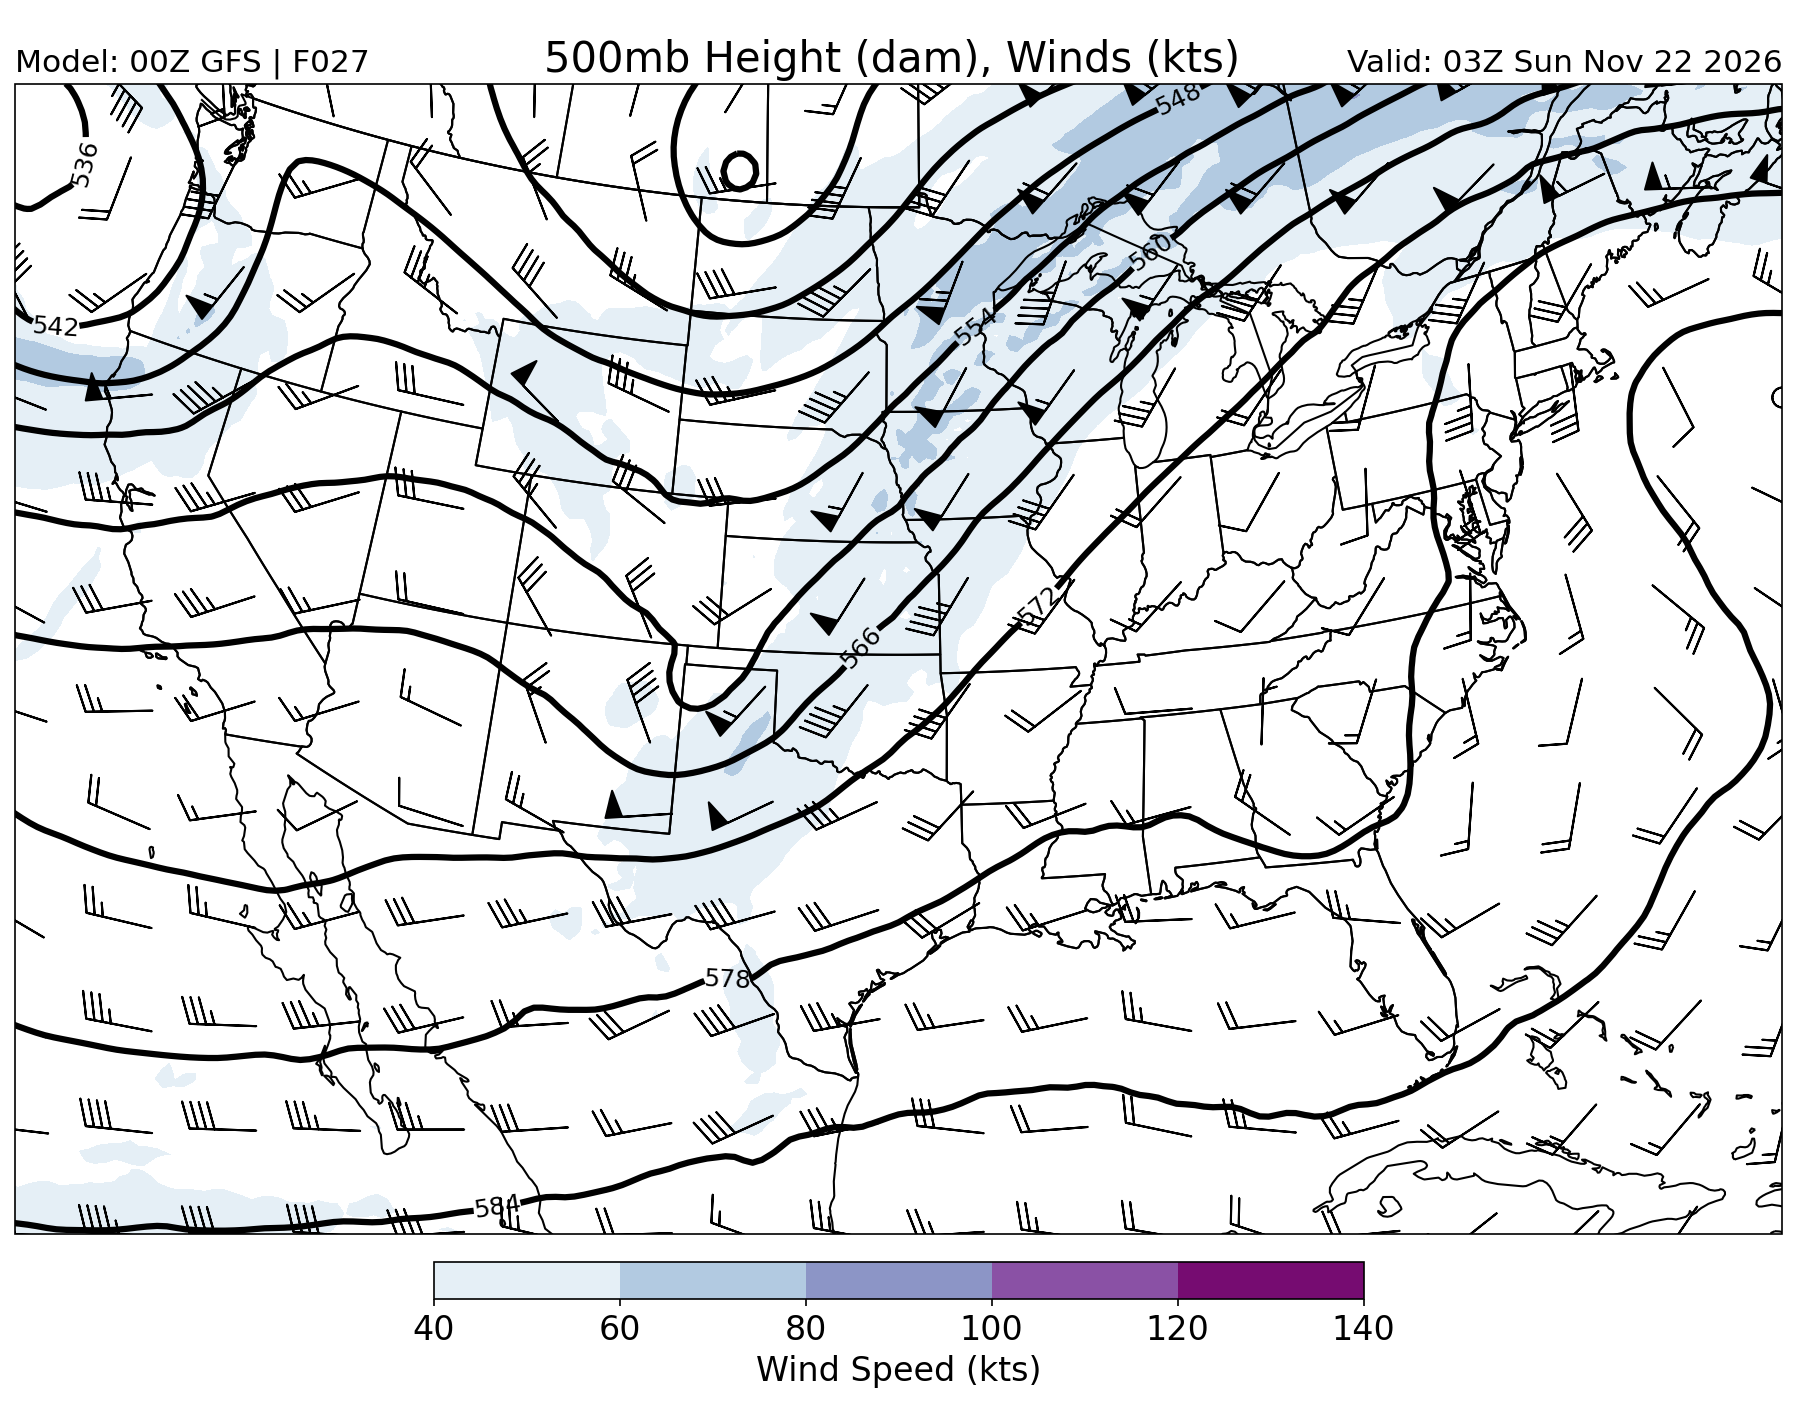 Model: 00Z GFS | F027
500mb Height (dam), Winds (kts)
Valid: 03Z Sun Nov 22 2026
548
536
560
542
554
572
566
578
584
40 60 80 100 120 140
Wind Speed (kts)